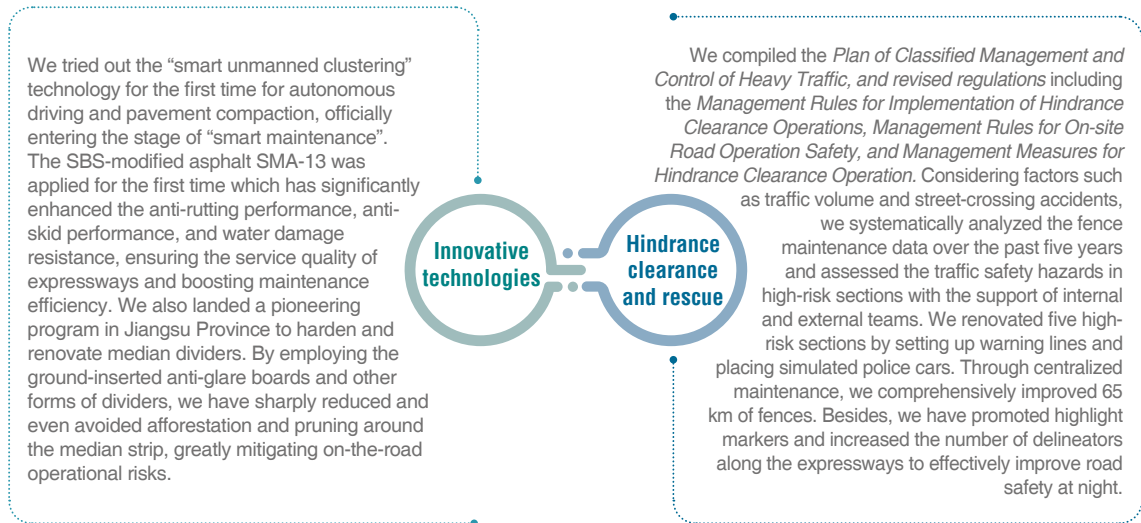 We tried out the “smart unmanned clustering”
technology for the first time for autonomous
driving and pavement compaction, officially
entering the stage of “smart maintenance”.
The SBS-modified asphalt SMA-13 was
applied for the first time which has significantly
enhanced the anti-rutting performance, anti-
skid performance, and water damage
resistance, ensuring the service quality of
expressways and boosting maintenance
efficiency. We also landed a pioneering
program in Jiangsu Province to harden and
renovate median dividers. By employing the
ground-inserted anti-glare boards and other
forms of dividers, we have sharply reduced and
even avoided afforestation and pruning around
the median strip, greatly mitigating on-the-road
operational risks.
Innovative
technologies
Hindrance
clearance
and rescue
We compiled the Plan of Classified Management and
Control of Heavy Traffic, and revised regulations including
the Management Rules for Implementation of Hindrance
Clearance Operations, Management Rules for On-site
Road Operation Safety, and Management Measures for
Hindrance Clearance Operation. Considering factors such
as traffic volume and street-crossing accidents,
we systematically analyzed the fence
maintenance data over the past five years
and assessed the traffic safety hazards in
high-risk sections with the support of internal
and external teams. We renovated five high-
risk sections by setting up warning lines and
placing simulated police cars. Through centralized
maintenance, we comprehensively improved 65
km of fences. Besides, we have promoted highlight
markers and increased the number of delineators
along the expressways to effectively improve road
safety at night.